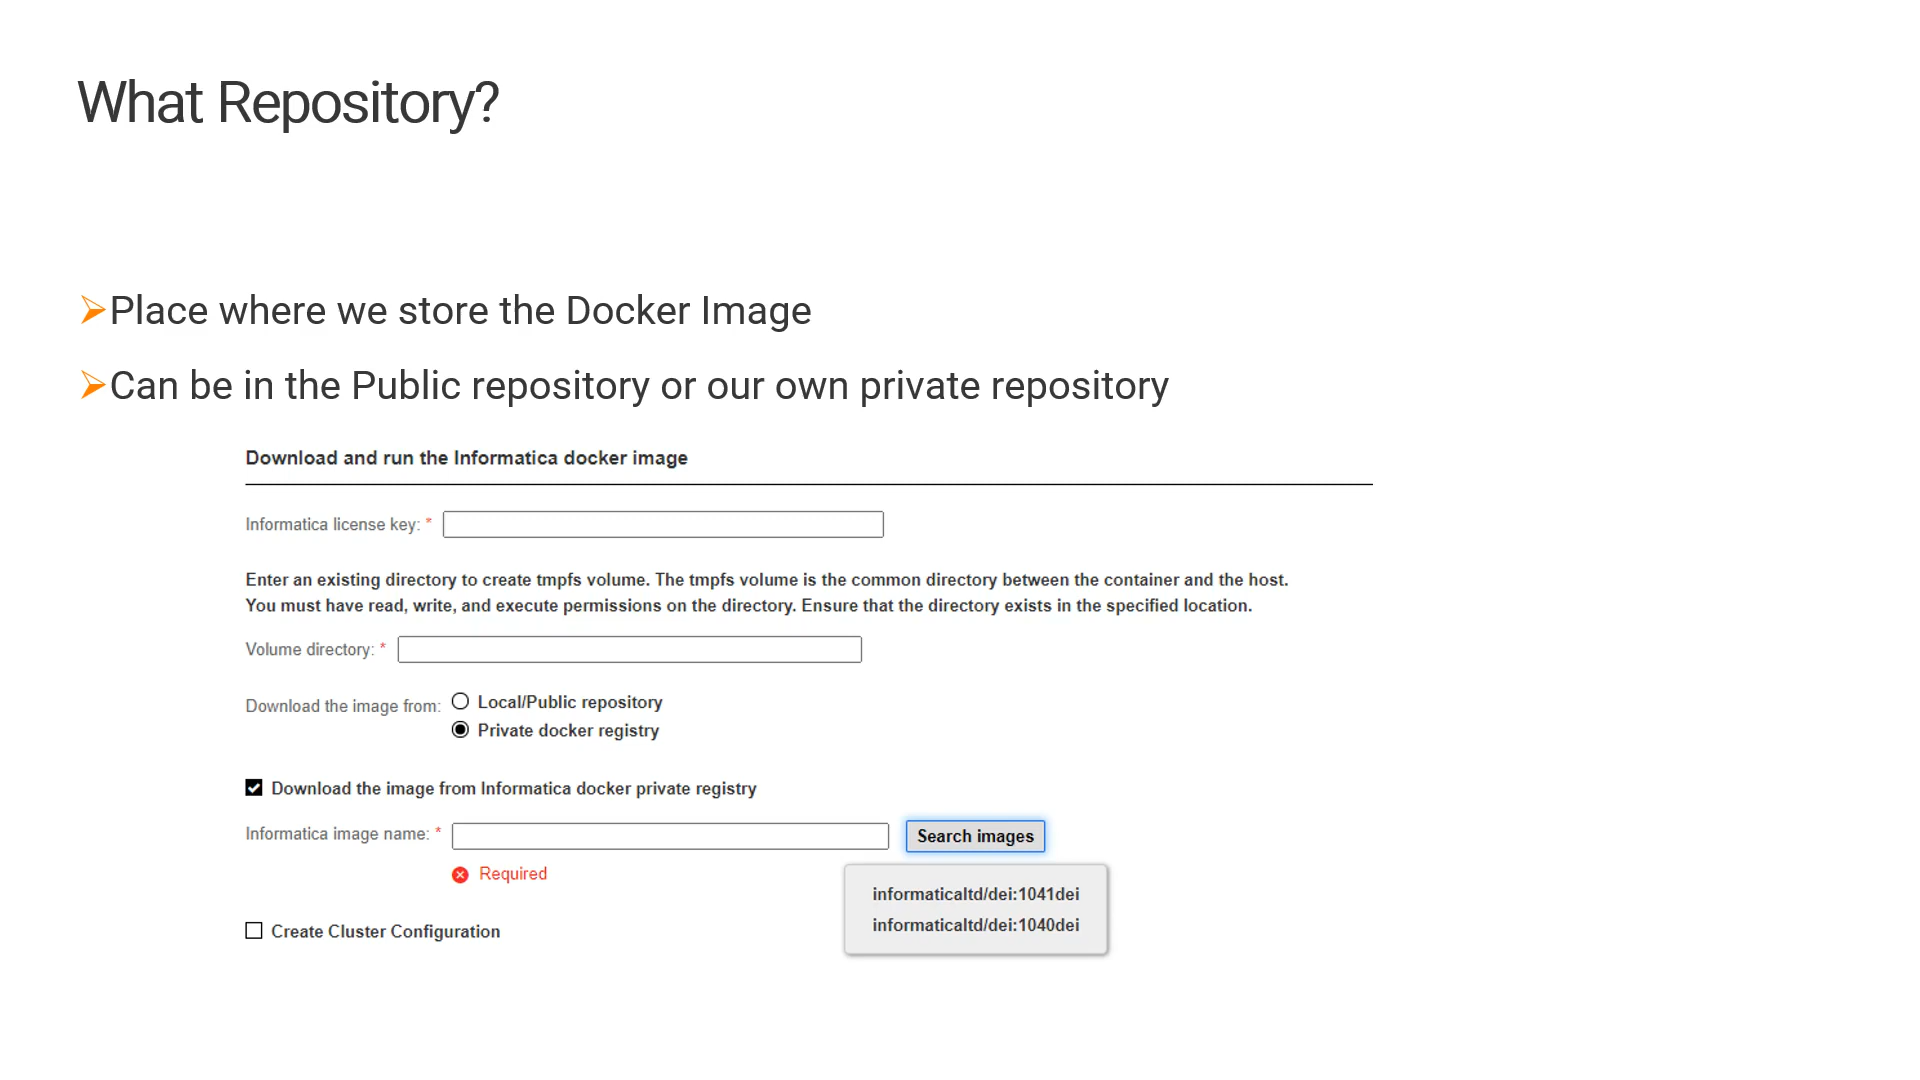 What Repository?
Place where we store the Docker Image
Can be in the Public repository or our own private repository
Download and run the Informatica docker image
Informatica license key: *
Enter an existing directory to create tmpfs volume. The tmpfs volume is the common directory between the container and the host.
You must have read, write, and execute permissions on the directory. Ensure that the directory exists in the specified location.
Volume directory: *
Download the image from: Local/Public repository
Private docker registry
Download the image from Informatica docker private registry
Informatica image name: * Search images
Required
informaticaltd/dei:1041dei
informaticaltd/dei:1040dei
Create Cluster Configuration